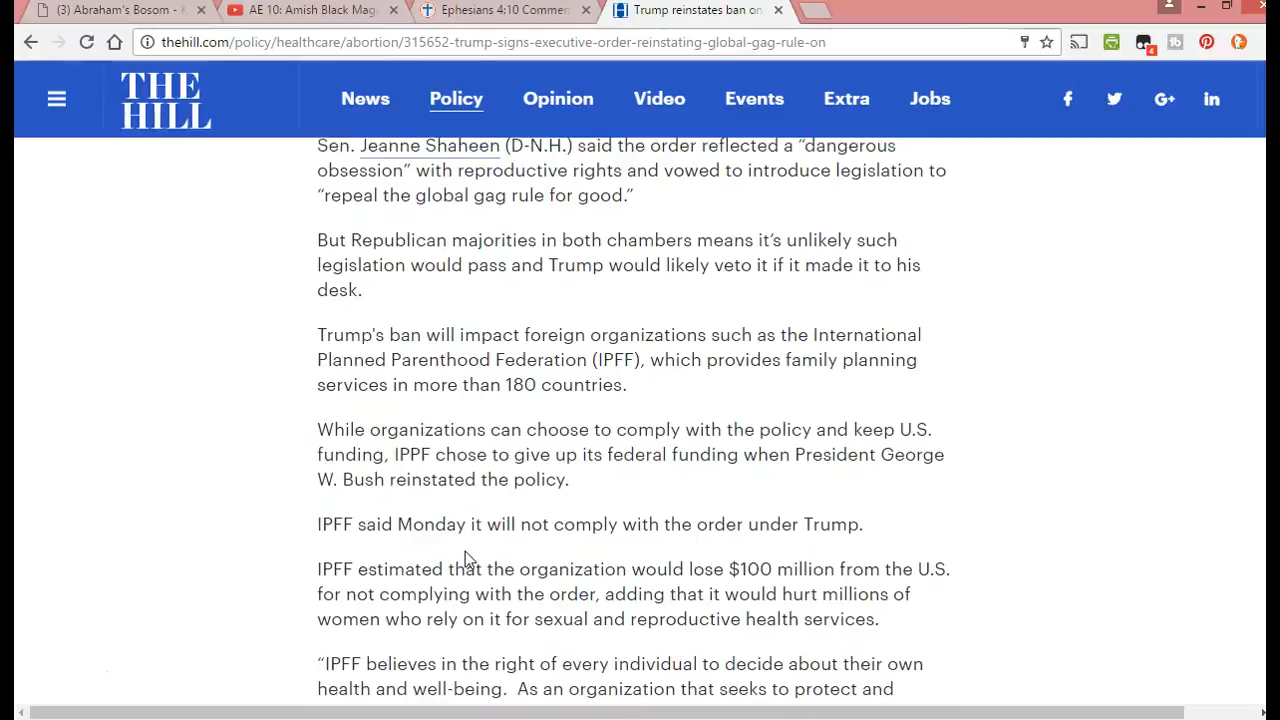 (3) Abraham's Bosom - K
AE 10: Amish Black Mag
Ephesians 4:10 Commen
Trump reinstates ban on
thehill.com/policy/healthcare/abortion/315652-trump-signs-executive-order-reinstating-global-gag-rule-on
4
THE
HILL
News Policy Opinion Video Events Extra Jobs
Sen. Jeanne Shaheen (D-N.H.) said the order reflected a “dangerous
obsession” with reproductive rights and vowed to introduce legislation to
“repeal the global gag rule for good.”
But Republican majorities in both chambers means it’s unlikely such
legislation would pass and Trump would likely veto it if it made it to his
desk.
Trump's ban will impact foreign organizations such as the International
Planned Parenthood Federation (IPFF), which provides family planning
services in more than 180 countries.
While organizations can choose to comply with the policy and keep U.S.
funding, IPPF chose to give up its federal funding when President George
W. Bush reinstated the policy.
IPFF said Monday it will not comply with the order under Trump.
IPFF estimated that the organization would lose $100 million from the U.S.
for not complying with the order, adding that it would hurt millions of
women who rely on it for sexual and reproductive health services.
“IPFF believes in the right of every individual to decide about their own
health and well-being. As an organization that seeks to protect and